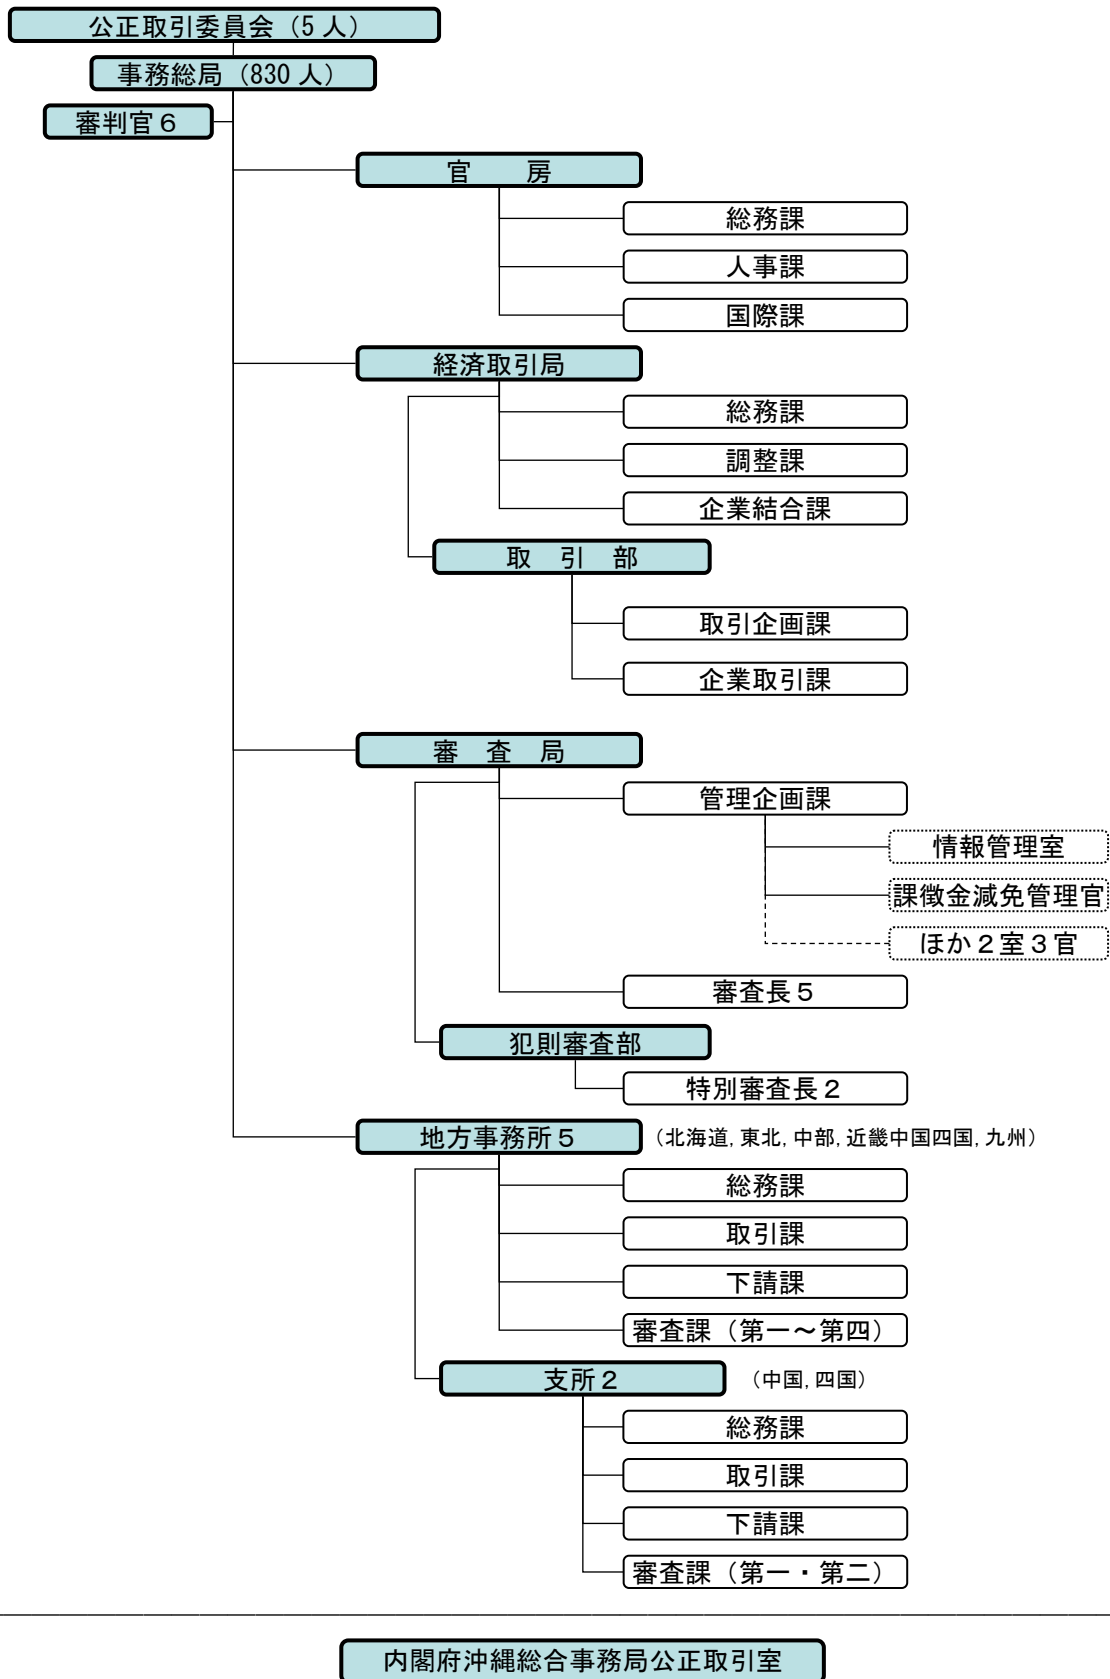 公正取引委員会（5人）
事務総局（830人）
審判官６
官　　房
総務課
人事課
国際課
経済取引局
総務課
調整課
企業結合課
取　引　部
取引企画課
企業取引課
審　査　局
管理企画課
情報管理室
課徴金減免管理官
ほか２室３官
審査長５
犯則審査部
特別審査長２
地方事務所５ （北海道,東北,中部,近畿中国四国,九州）
総務課
取引課
下請課
審査課（第一～第四）
支所２ （中国,四国）
総務課
取引課
下請課
審査課（第一・第二）
内閣府沖縄総合事務局公正取引室